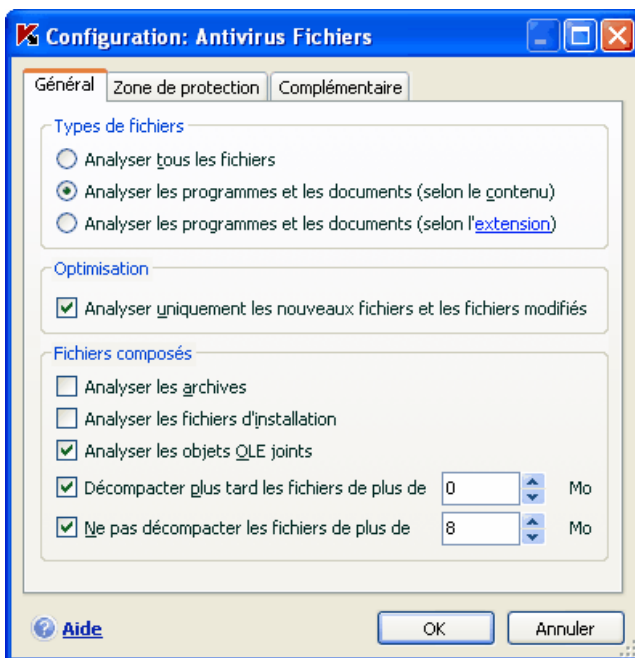 Configuration: Antivirus Fichiers
Général Zone de protection Complémentaire
Types de fichiers
Analyser tous les fichiers
Analyser les programmes et les documents (selon le contenu)
Analyser les programmes et les documents (selon l'extension)
Optimisation
Analyser uniquement les nouveaux fichiers et les fichiers modifiés
Fichiers composés
Analyser les archives
Analyser les fichiers d'installation
Analyser les objets OLE joints
Décompacter plus tard les fichiers de plus de 0 Mo
Ne pas décompacter les fichiers de plus de 8 Mo
Aide OK Annuler